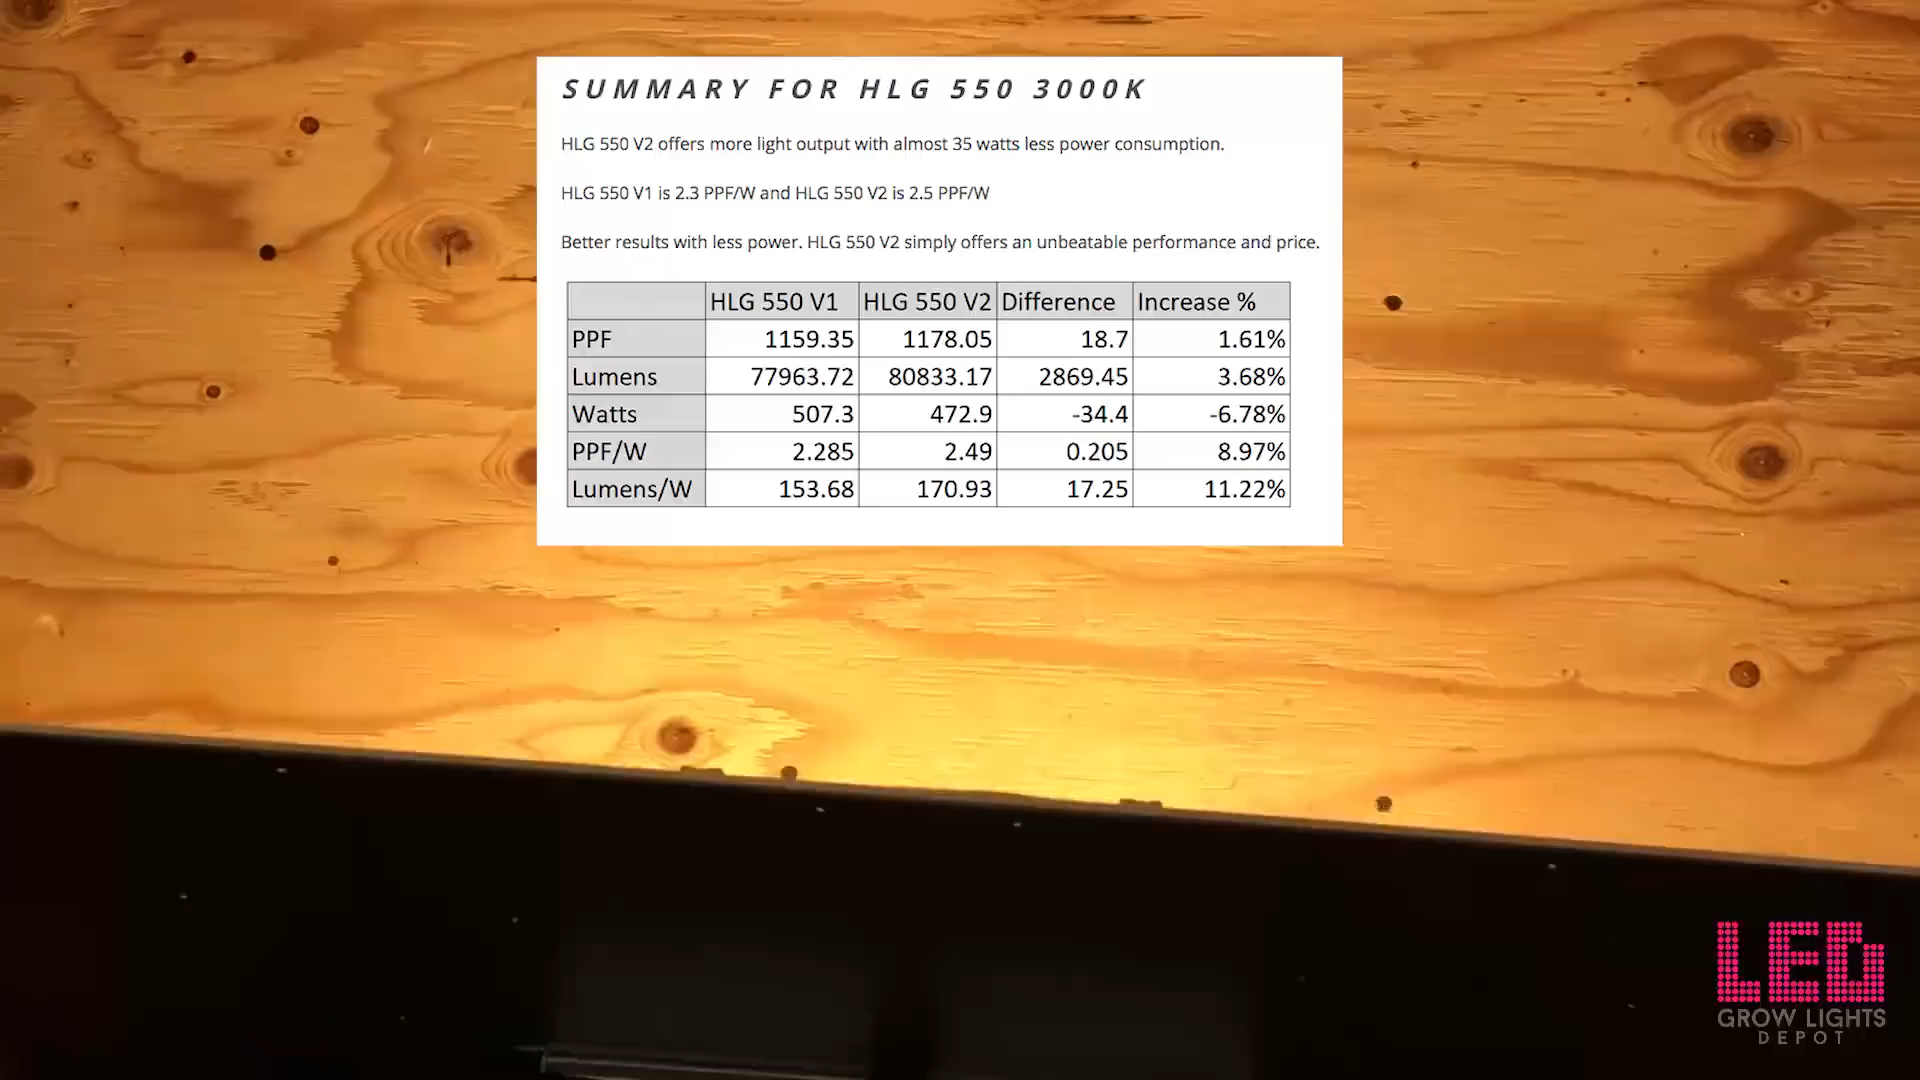 SUMMARY FOR HLG 550 3000K
HLG 550 V2 offers more light output with almost 35 watts less power consumption.
HLG 550 V1 is 2.3 PPF/W and HLG 550 V2 is 2.5 PPF/W
Better results with less power. HLG 550 V2 simply offers an unbeatable performance and price.
HLG 550 V1 HLG 550 V2 Difference Increase %
PPF 1159.35 1178.05 18.7 1.61%
Lumens 77963.72 80833.17 2869.45 3.68%
Watts 507.3 472.9 -34.4 -6.78%
PPF/W 2.285 2.49 0.205 8.97%
Lumens/W 153.68 170.93 17.25 11.22%
LED
GROW LIGHTS
DEPOT